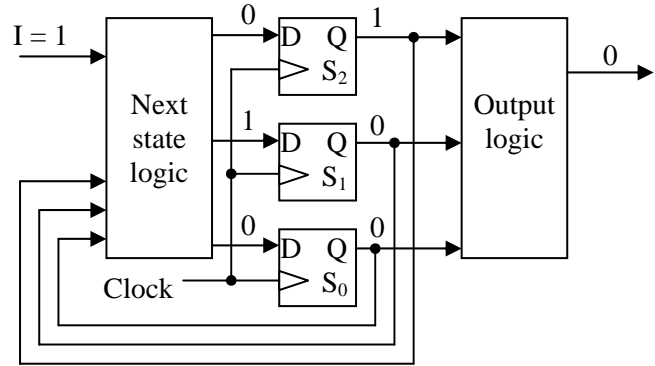 I = 1
Next
state
logic
0
1
0
D Q
S₂
D Q
S₁
D Q
S₀
1
0
0
Clock
Output
logic
0